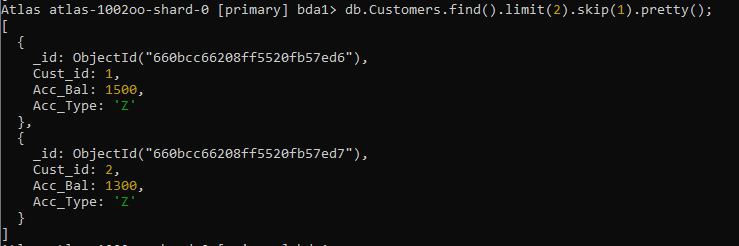 Atlas atlas-1002oo-shard-0 [primary] bda1> db.Customers.find().limit(2).skip(1).pretty();
[
  {
    _id: ObjectId("660bcc66208ff5520fb57ed6"),
    Cust_id: 1,
    Acc_Bal: 1500,
    Acc_Type: 'Z'
  },
  {
    _id: ObjectId("660bcc66208ff5520fb57ed7"),
    Cust_id: 2,
    Acc_Bal: 1300,
    Acc_Type: 'Z'
  }
]